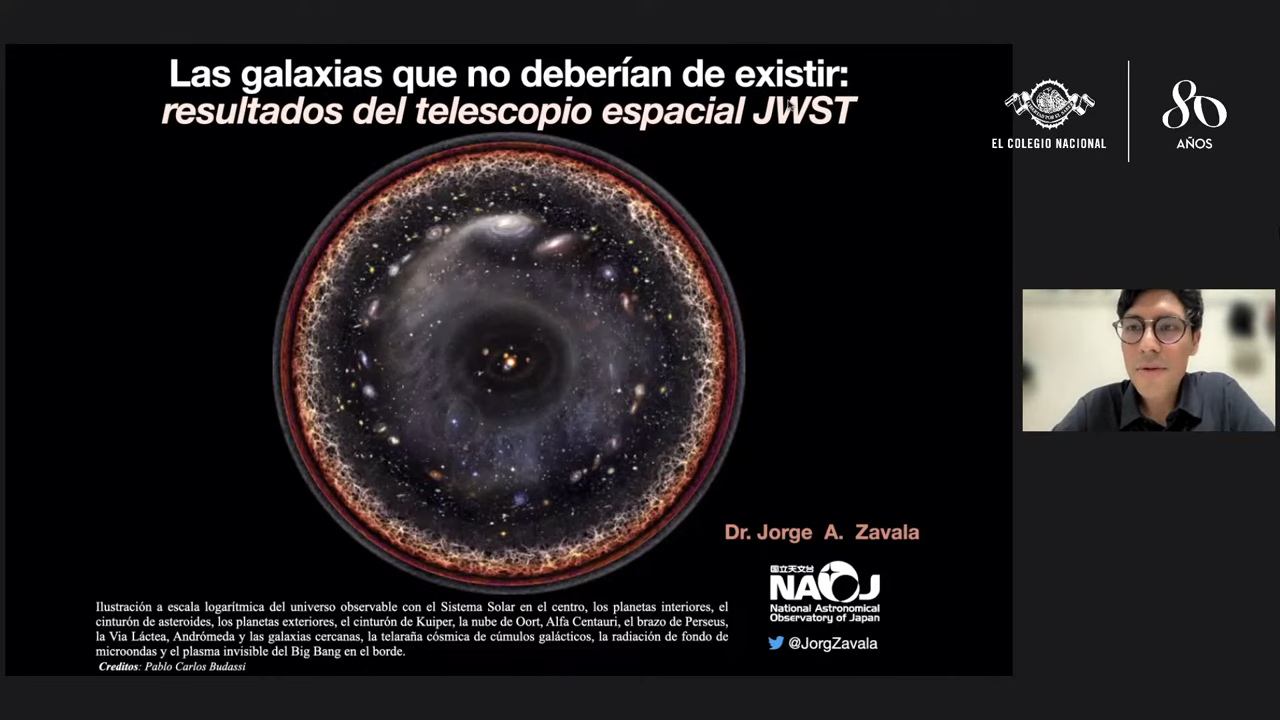 Las galaxias que no deberían de existir:
resultados del telescopio espacial JWST
EL COLEGIO NACIONAL
80
AÑOS
Dr. Jorge A. Zavala
国立天文台
NAOJ
National Astronomical
Observatory of Japan
@JorgZavala
Ilustración a escala logarítmica del universo observable con el Sistema Solar en el centro, los planetas interiores, el
cinturón de asteroides, los planetas exteriores, el cinturón de Kuiper, la nube de Oort, Alfa Centauri, el brazo de Perseus,
la Via Láctea, Andrómeda y las galaxias cercanas, la telaraña cósmica de cúmulos galácticos, la radiación de fondo de
microondas y el plasma invisible del Big Bang en el borde.
Creditos: Pablo Carlos Budassi